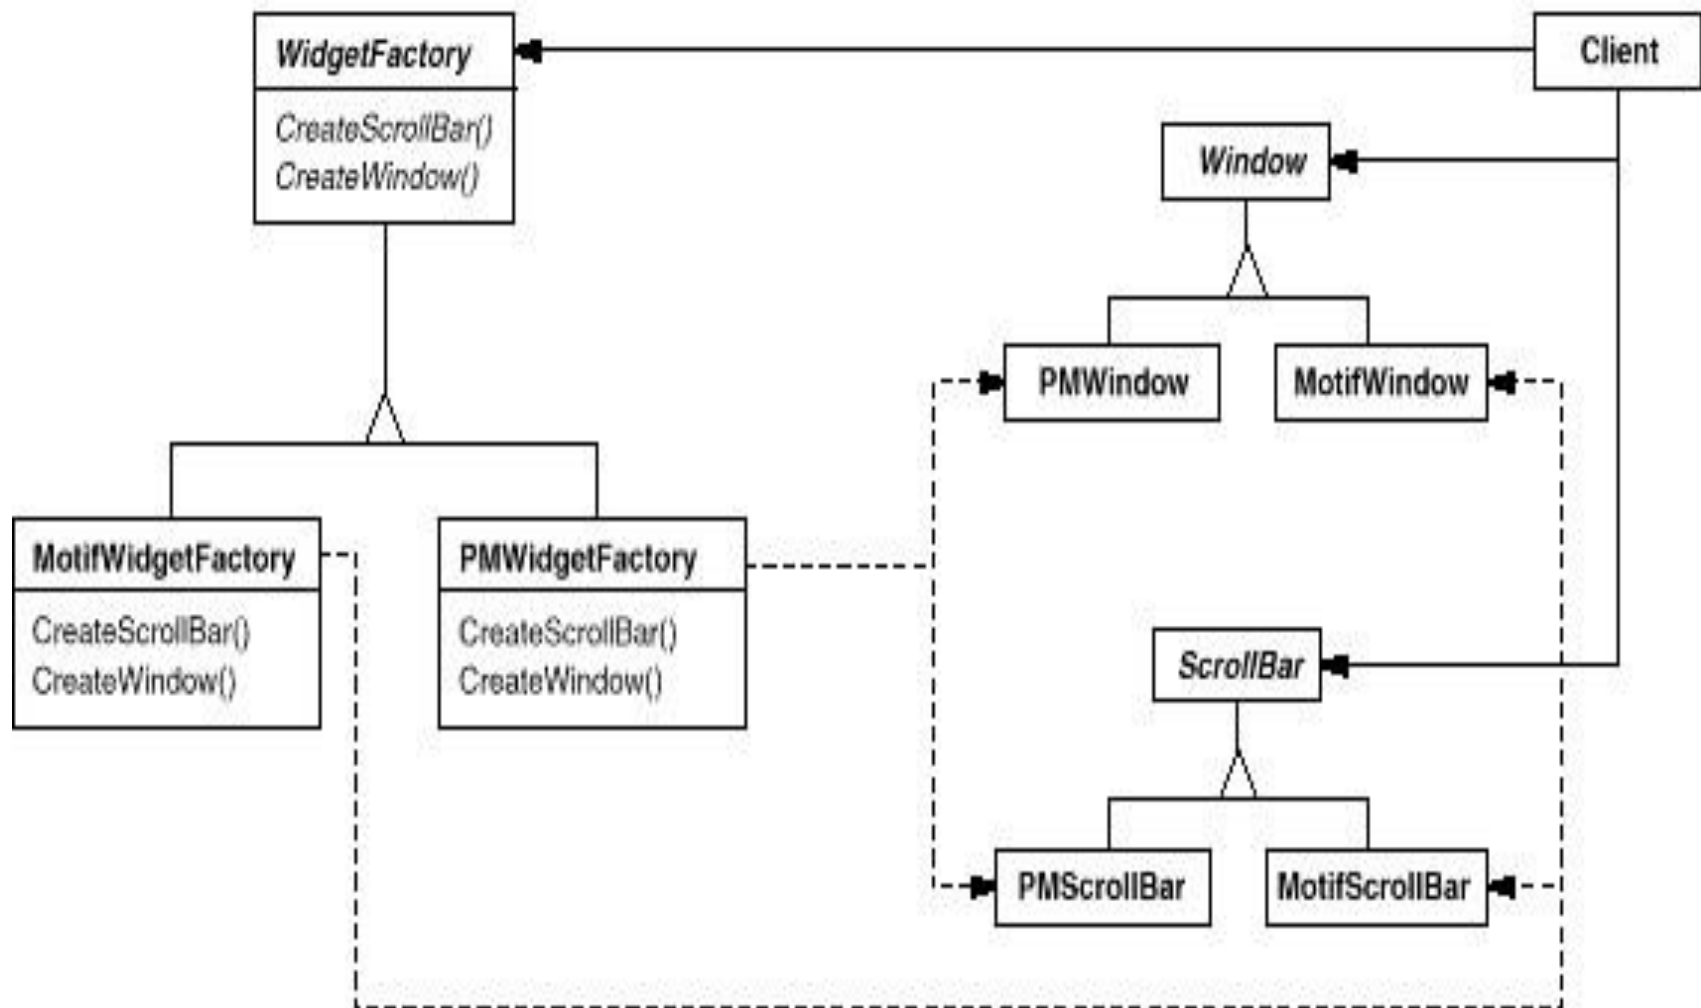 WidgetFactory
CreateScrollBar()
CreateWindow()
Client
Window
PMWindow
MotifWindow
MotifWidgetFactory
CreateScrollBar()
CreateWindow()
PMWidgetFactory
CreateScrollBar()
CreateWindow()
ScrollBar
PMScrollBar
MotifScrollBar